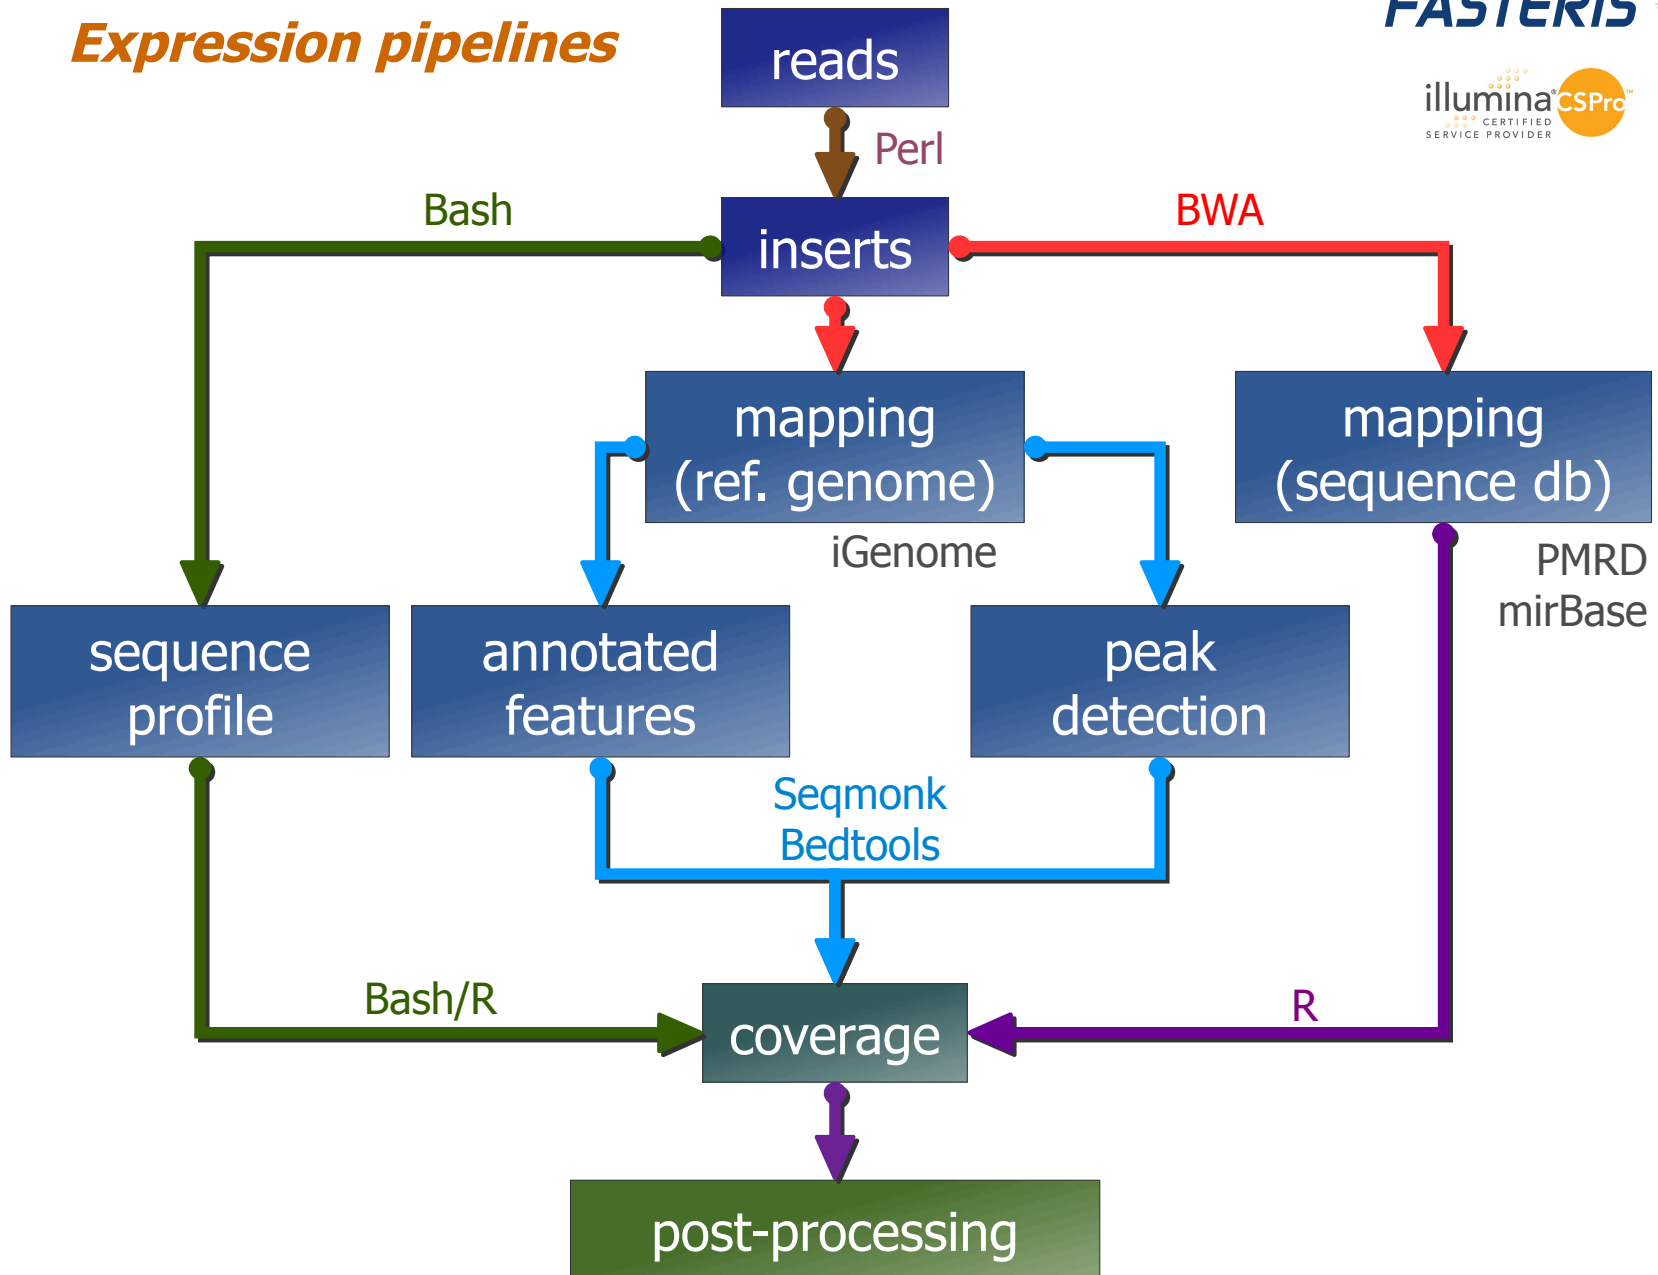 Expression pipelines
FASTERIS
illumina®
CSPro™
CERTIFIED
SERVICE PROVIDER
reads
Perl
Bash
inserts
BWA
mapping
(ref. genome)
mapping
(sequence db)
iGenome
PMRD
mirBase
sequence
profile
annotated
features
peak
detection
Seqmonk
Bedtools
Bash/R
coverage
R
post-processing